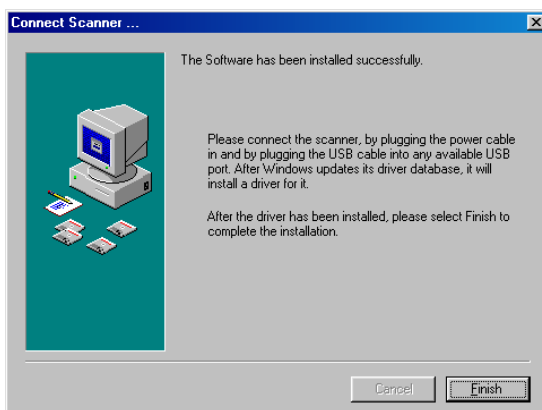 Connect Scanner ...
The Software has been installed successfully.
Please connect the scanner, by plugging the power cable
in and by plugging the USB cable into any available USB
port. After Windows updates its driver database, it will
install a driver for it.
After the driver has been installed, please select Finish to
complete the installation.
Cancel
Finish